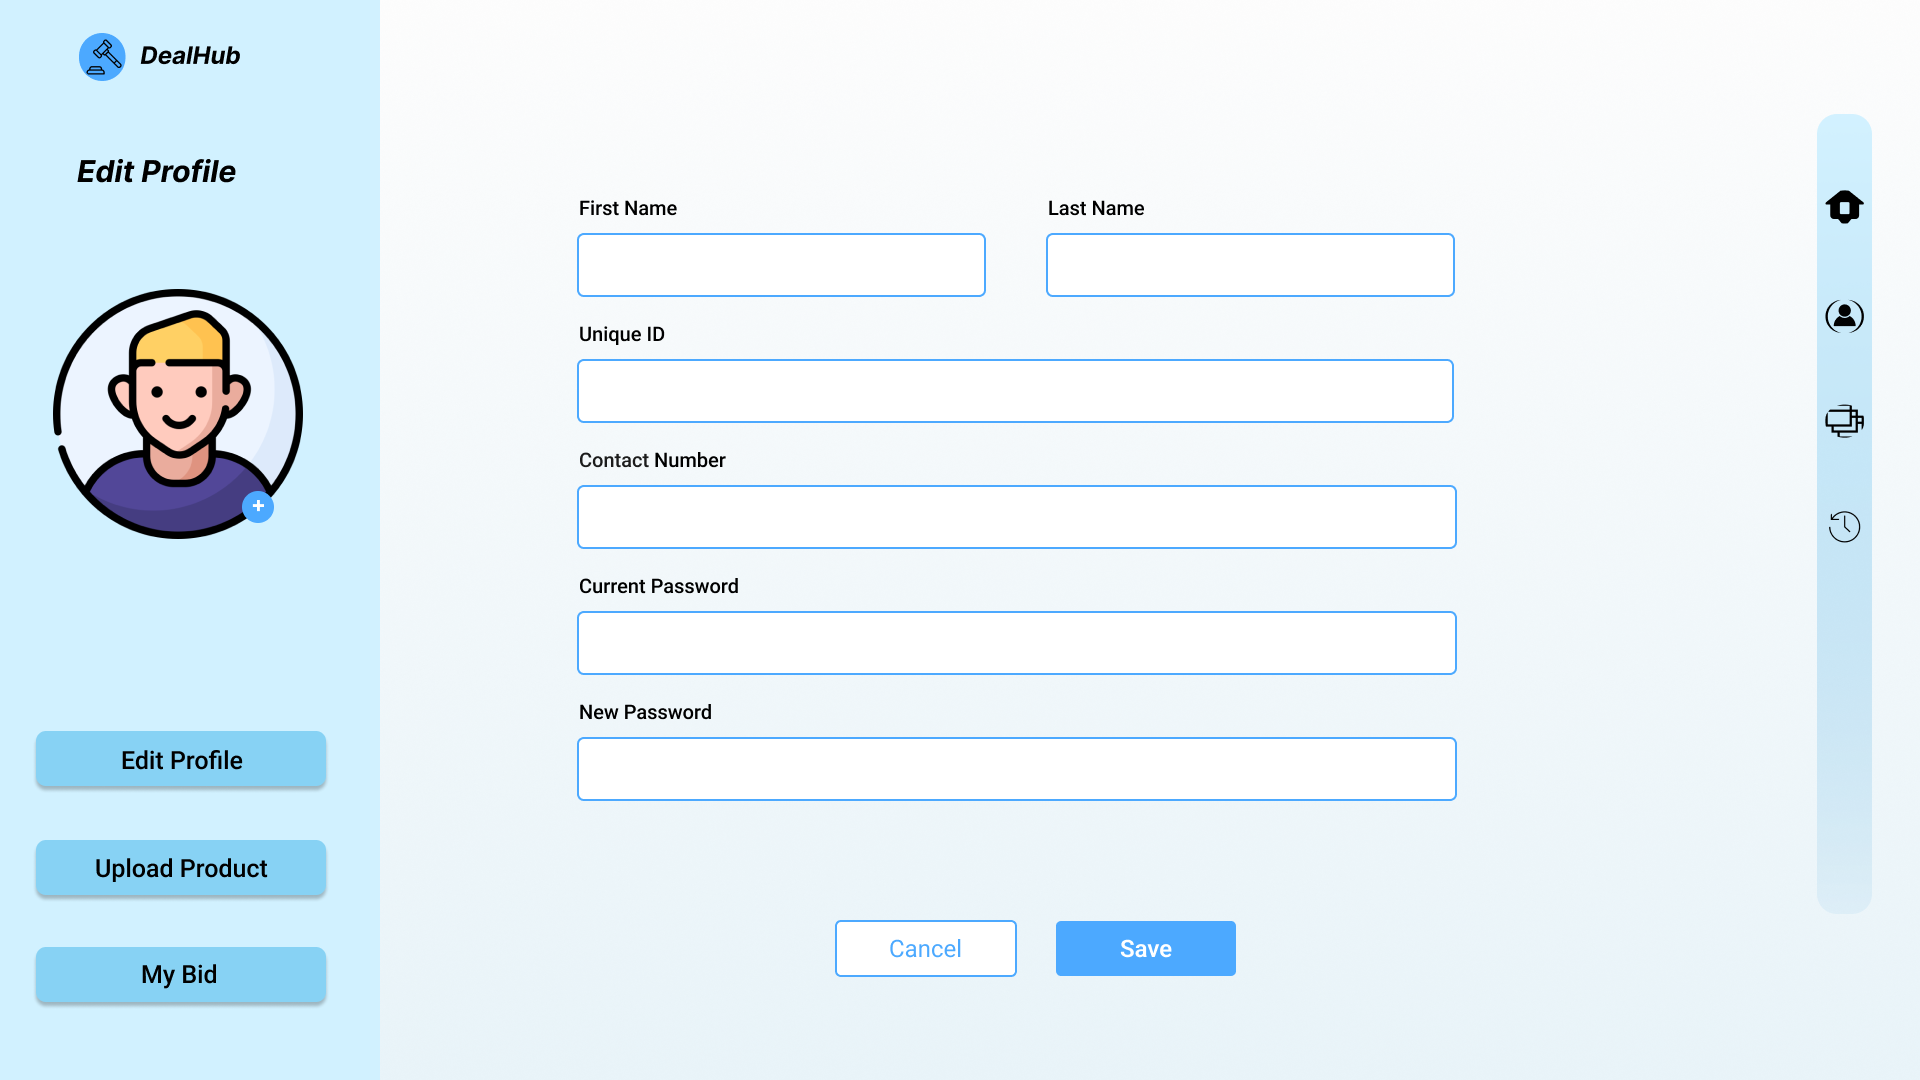 DealHub
Edit Profile
First Name
Last Name
Unique ID
Contact Number
Current Password
New Password
+
Edit Profile
Upload Product
My Bid
Cancel
Save